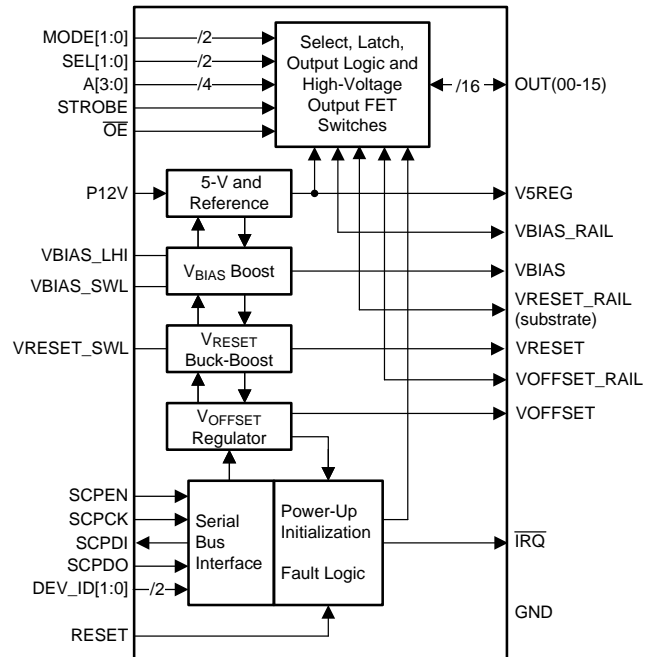 MODE[1:0]
/2
SEL[1:0]
/2
A[3:0]
/4
STROBE
OE
Select, Latch,
Output Logic and
High-Voltage
Output FET
Switches
/16
OUT(00-15)
P12V
5-V and
Reference
V5REG
VBIAS_RAIL
VBIAS_LHI
VBIAS_SWL
VBIAS Boost
VBIAS
VRESET_RAIL
(substrate)
VRESET_SWL
VRESET
Buck-Boost
VRESET
VOFFSET_RAIL
VOFFSET
Regulator
VOFFSET
SCPEN
SCPCK
SCPDI
SCPDO
DEV_ID[1:0]
/2
RESET
Serial
Bus
Interface
Power-Up
Initialization
Fault Logic
IRQ
GND